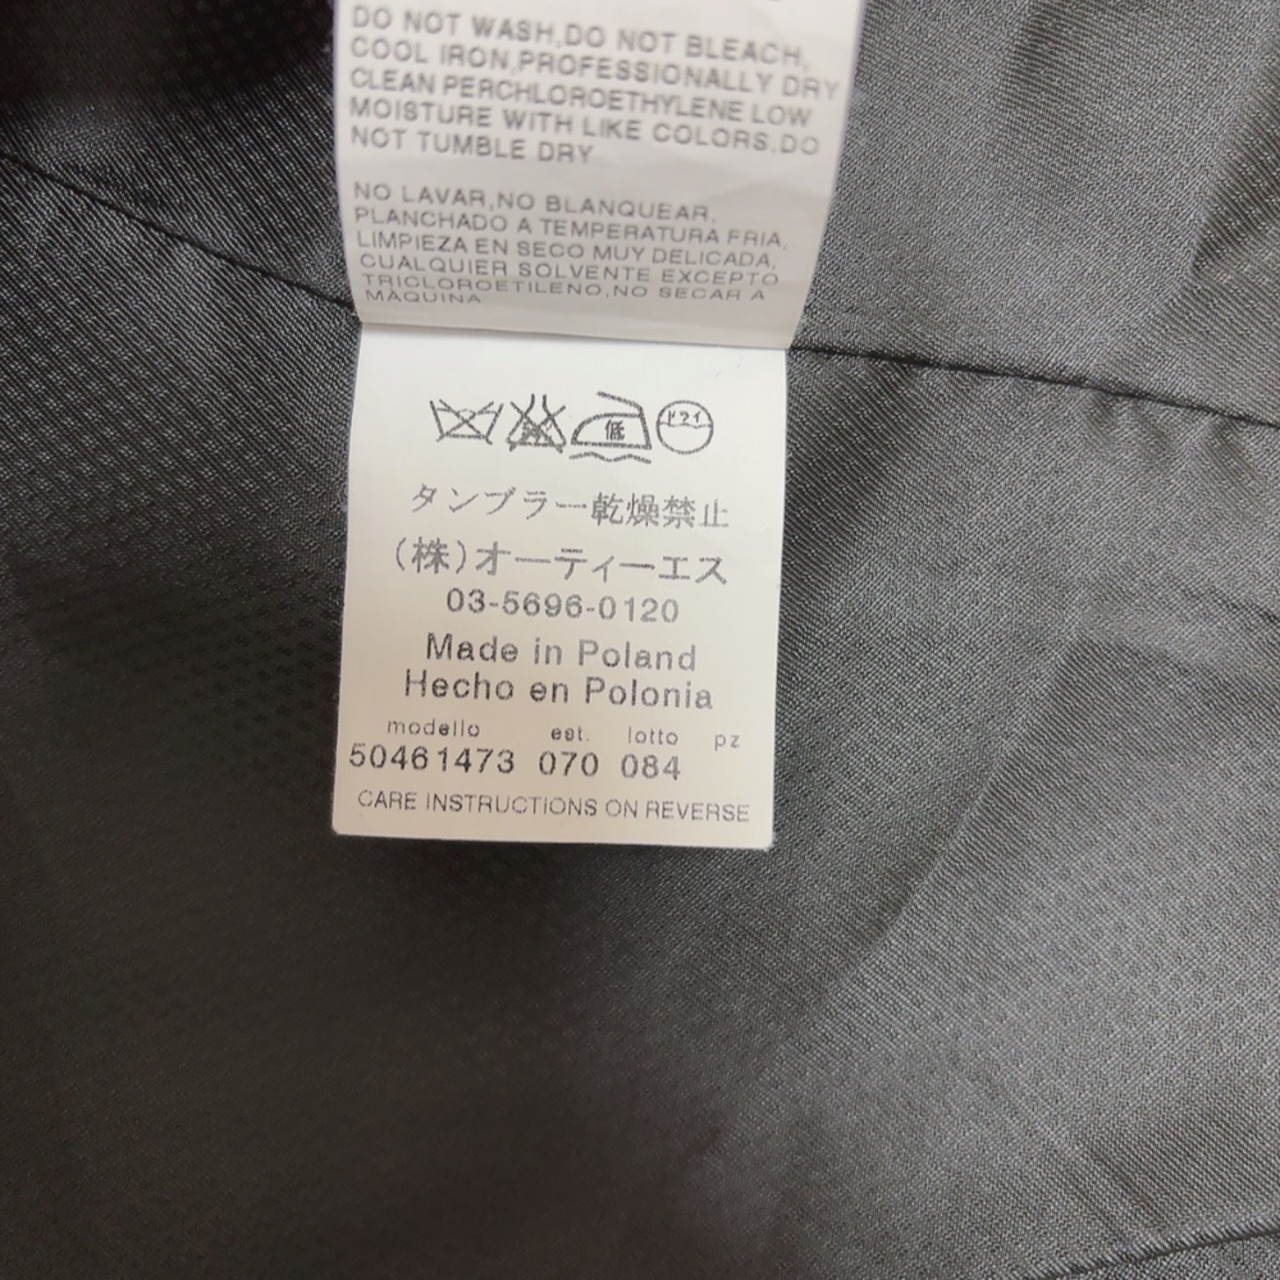 DO NOT WASH,DO NOT BLEACH,
COOL IRON,PROFESSIONALLY DRY
CLEAN PERCHLOROETHYLENE LOW
MOISTURE WITH LIKE COLORS,DO
NOT TUMBLE DRY
NO LAVAR,NO BLANQUEAR,
PLANCHADO A TEMPERATURA FRIA,
LIMPIEZA EN SECO MUY DELICADA,
CUALQUIER SOLVENTE EXCEPTO
TRICLOROETILENO,NO SECAR A
MÀQUINA
低 ドライ
タンブラー乾燥禁止
(株)オーティーエス
03-5696-0120
Made in Poland
Hecho en Polonia
modello est. lotto pz
50461473 070 084
CARE INSTRUCTIONS ON REVERSE